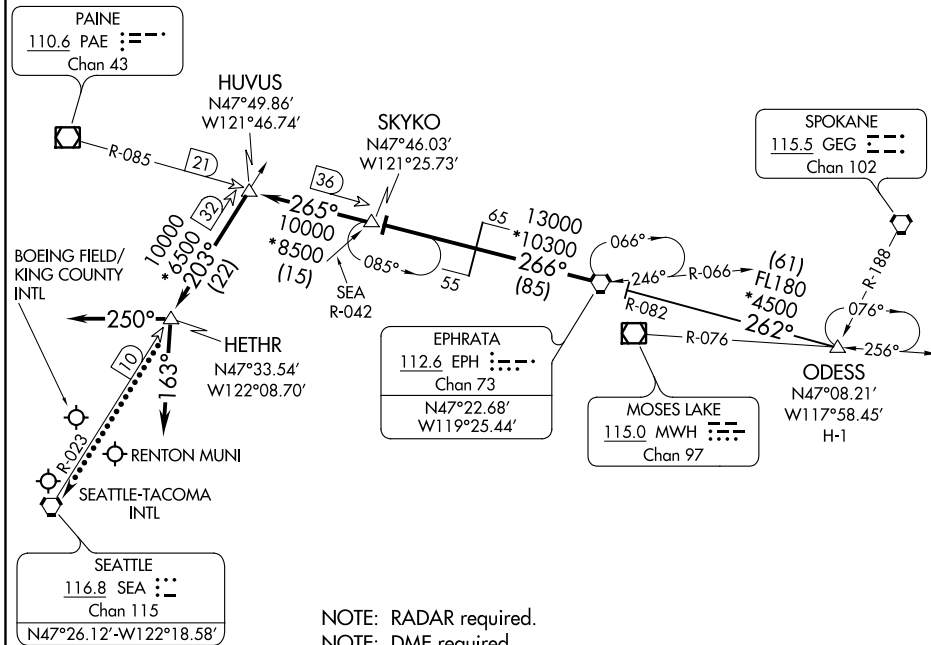 PAINE
110.6 PAE
Chan 43
HUVUS
N47°49.86'
W121°46.74'
SKYKO
N47°46.03'
W121°25.73'
SPOKANE
115.5 GEG
Chan 102
R-085
21
36
32
265°
10000
*8500
(15)
085°
SEA
R-042
65
55
13000
*10300
266°
(85)
066°
246°
R-066
(61)
FL180
*4500
262°
R-082
R-076
R-188
076°
256°
10000
*6500
203°
(22)
BOEING FIELD/
KING COUNTY
INTL
250°
HETHR
N47°33.54'
W122°08.70'
163°
10
R-023
RENTON MUNI
SEATTLE-TACOMA
INTL
EPHRATA
112.6 EPH
Chan 73
N47°22.68'
W119°25.44'
MOSES LAKE
115.0 MWH
Chan 97
ODESS
N47°08.21'
W117°58.45'
H-1
SEATTLE
116.8 SEA
Chan 115
N47°26.12'-W122°18.58'
NOTE: RADAR required.
NOTE: DME required.